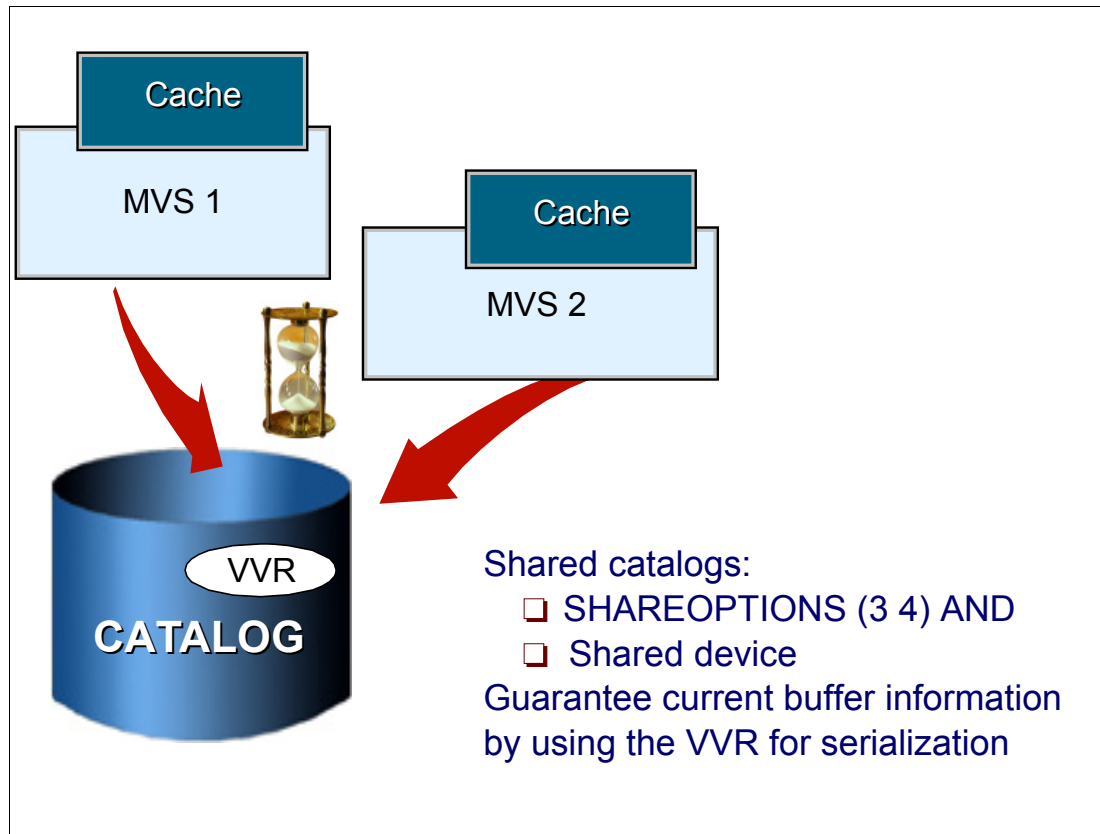 Cache
MVS 1
Cache
MVS 2
VVR
CATALOG
Shared catalogs:
❑ SHAREOPTIONS (3 4) AND
❑ Shared device
Guarantee current buffer information
by using the VVR for serialization